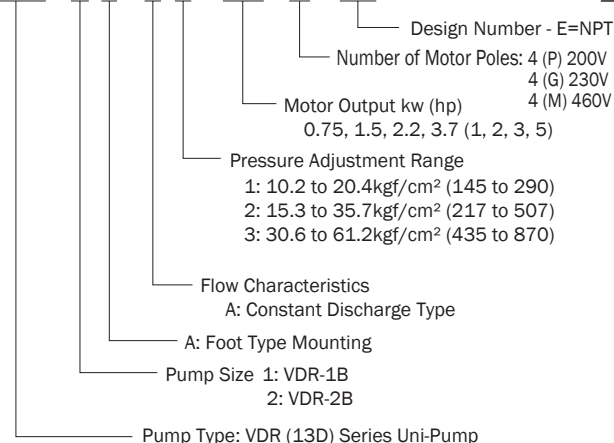 Design Number - E=NPT
Number of Motor Poles: 4 (P) 200V
4 (G) 230V
4 (M) 460V
Motor Output kw (hp)
0.75, 1.5, 2.2, 3.7 (1, 2, 3, 5)
Pressure Adjustment Range
1: 10.2 to 20.4kgf/cm² (145 to 290)
2: 15.3 to 35.7kgf/cm² (217 to 507)
3: 30.6 to 61.2kgf/cm² (435 to 870)
Flow Characteristics
A: Constant Discharge Type
A: Foot Type Mounting
Pump Size 1: VDR-1B
2: VDR-2B
Pump Type: VDR (13D) Series Uni-Pump